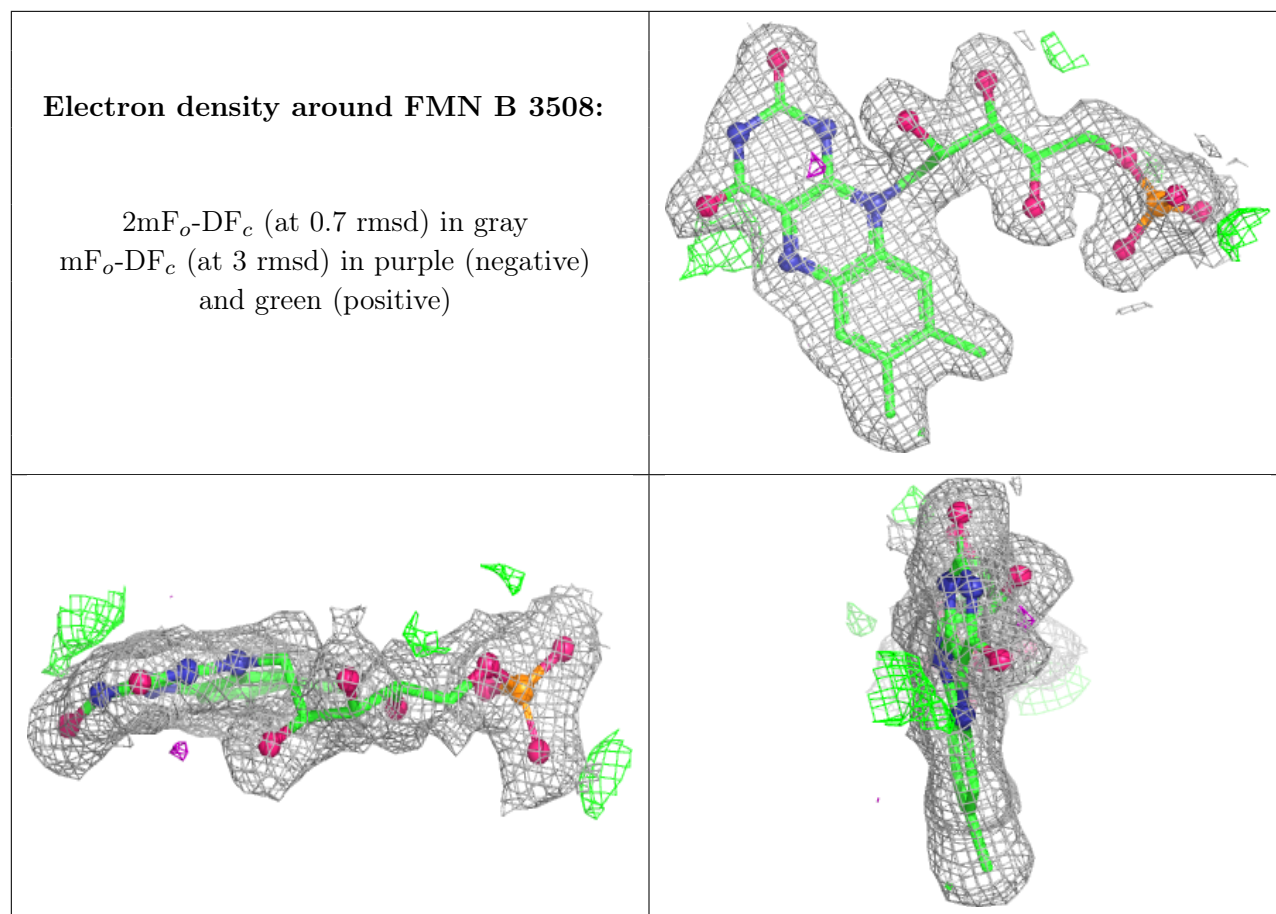 Electron density around FMN B 3508:
2mFo-DFc (at 0.7 rmsd) in gray
mFo-DFc (at 3 rmsd) in purple (negative)
and green (positive)